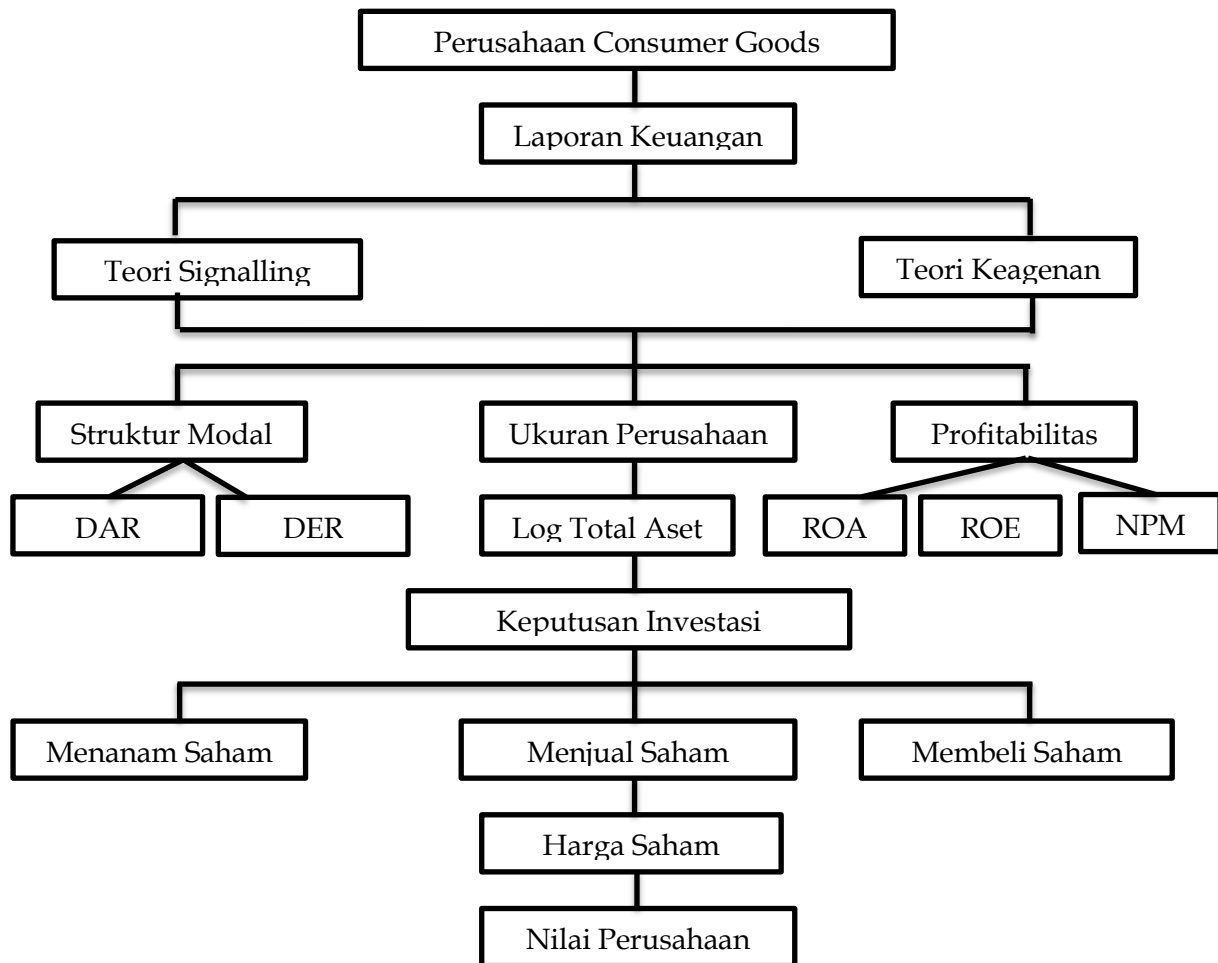 Perusahaan Consumer Goods
Laporan Keuangan
Teori Signalling
Teori Keagenan
Struktur Modal
Ukuran Perusahaan
Profitabilitas
DAR
DER
Log Total Aset
ROA
ROE
NPM
Keputusan Investasi
Menanam Saham
Menjual Saham
Membeli Saham
Harga Saham
Nilai Perusahaan